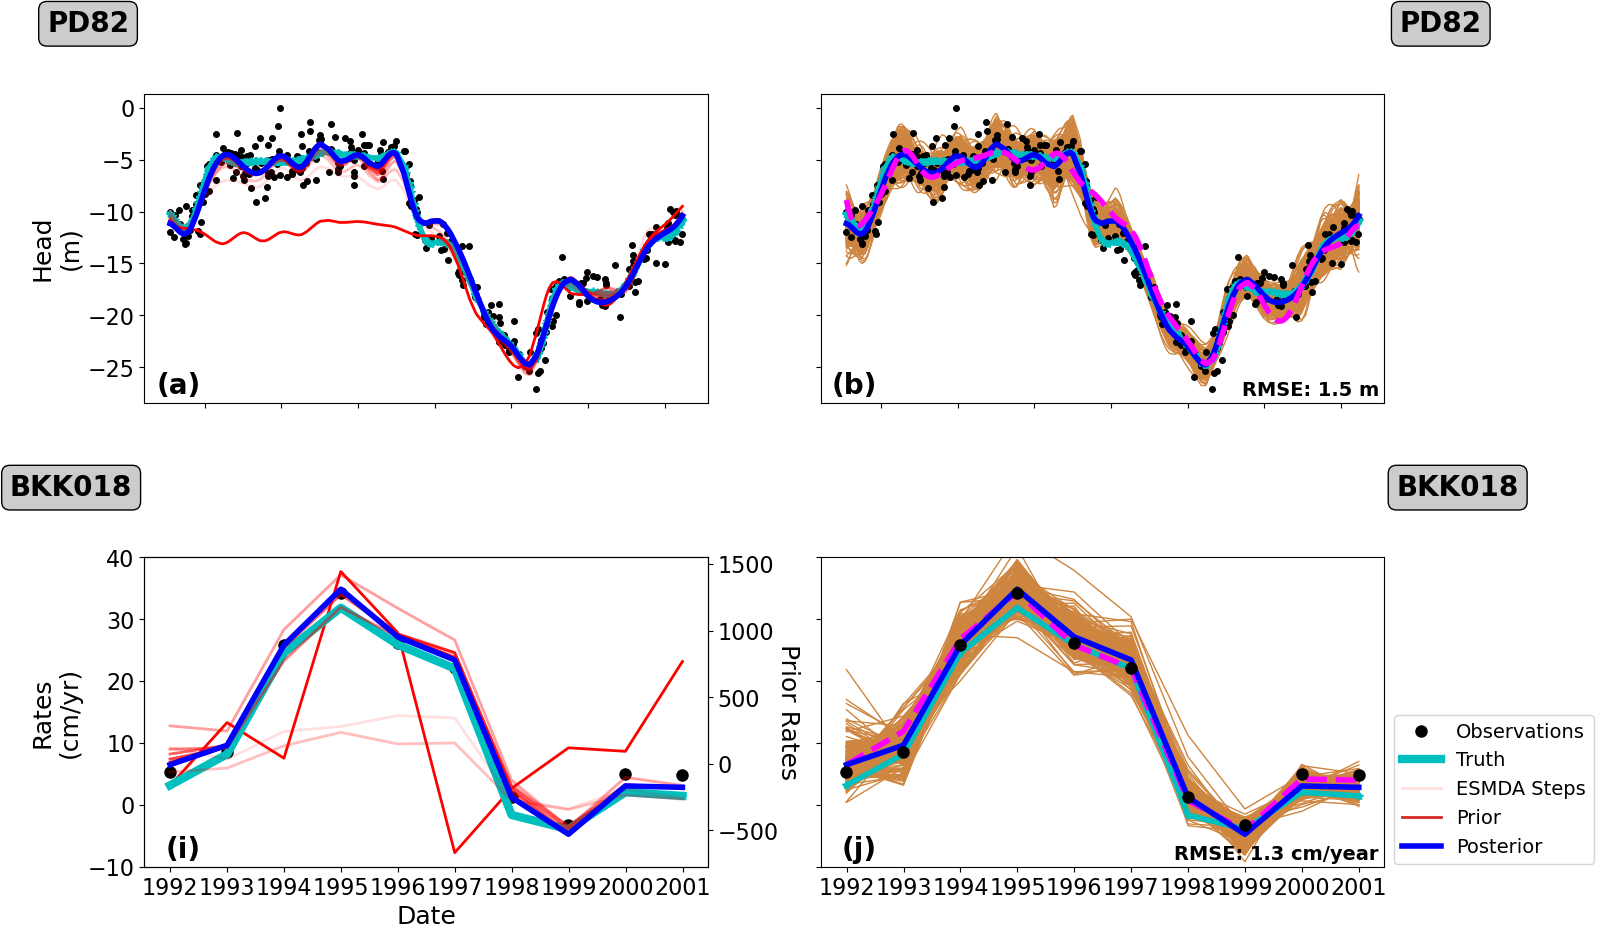 PD82
PD82
0
−5
−10
−15
−20
−25
Head
(m)
(a)
(b)
RMSE: 1.5 m
BKK018
BKK018
40
30
20
10
0
−10
Rates
(cm/yr)
(i)
1500
1000
500
0
−500
Prior Rates
(j)
RMSE: 1.3 cm/year
1992 1993 1994 1995 1996 1997 1998 1999 2000 2001
Date
1992 1993 1994 1995 1996 1997 1998 1999 2000 2001
Observations
Truth
ESMDA Steps
Prior
Posterior